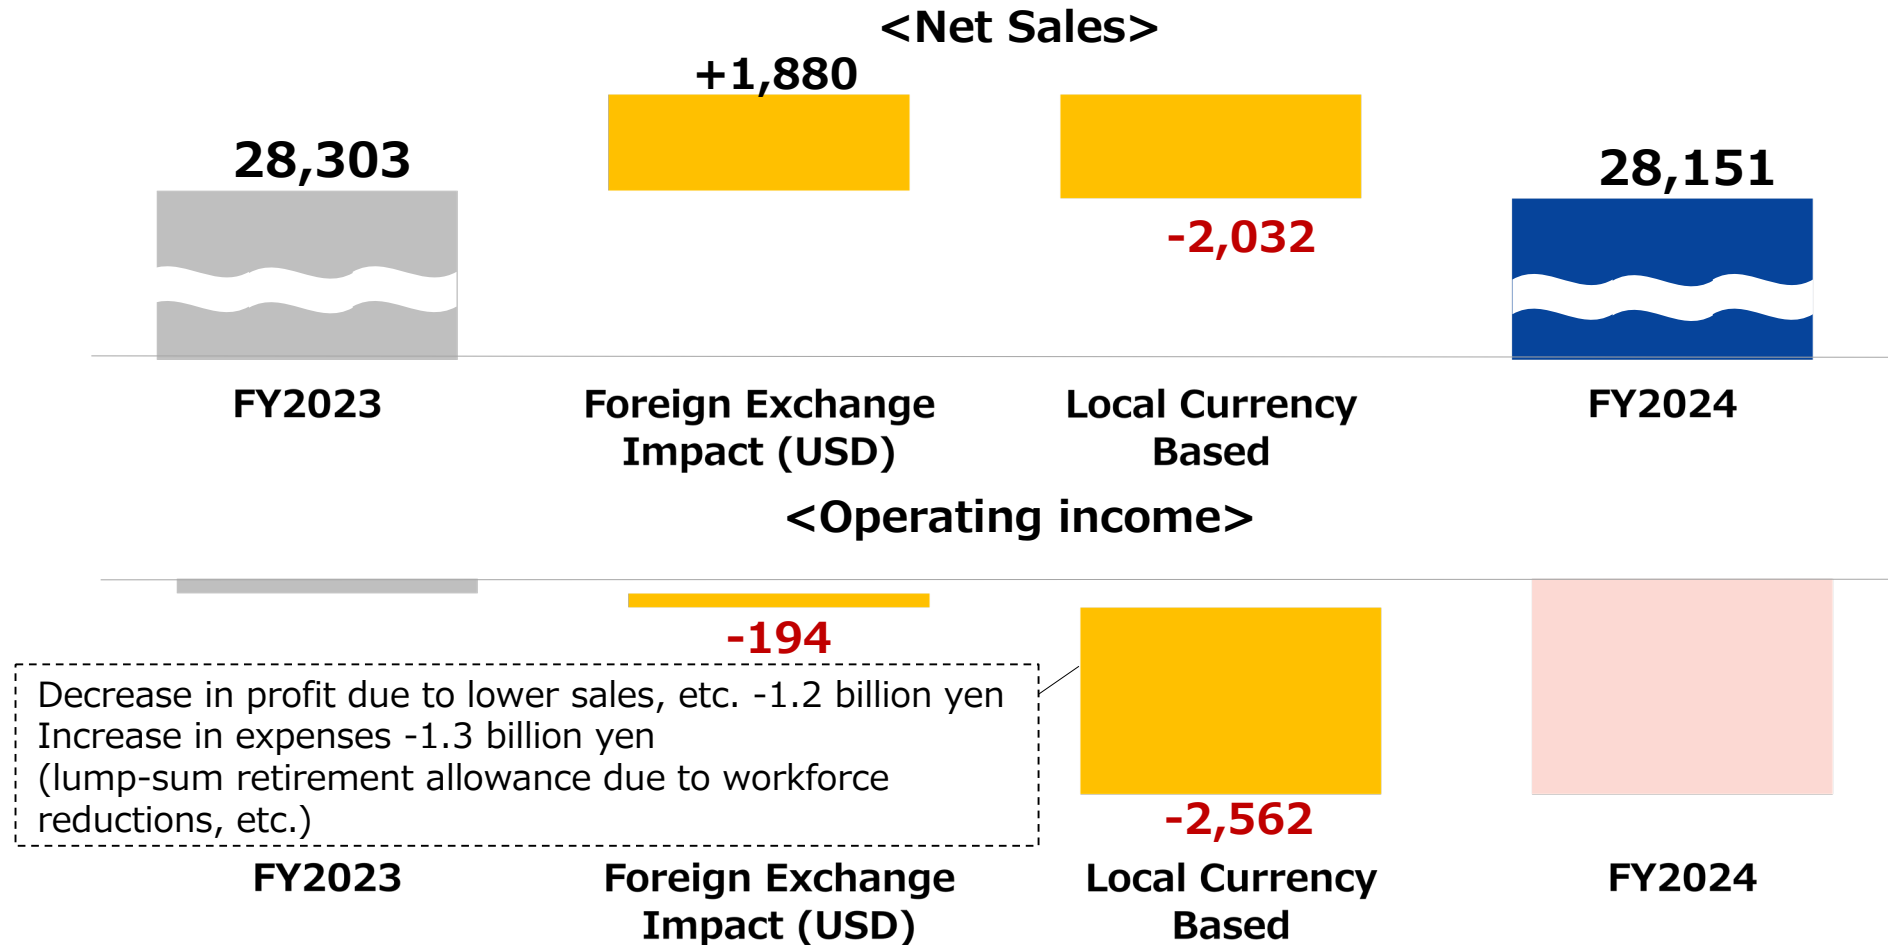 <Net Sales>
+1,880
28,303
28,151
-2,032
FY2023
Foreign Exchange
Impact (USD)
Local Currency
Based
FY2024
<Operating income>
-194
Decrease in profit due to lower sales, etc. -1.2 billion yen
Increase in expenses -1.3 billion yen
(lump-sum retirement allowance due to workforce
reductions, etc.)
-2,562
FY2023
Foreign Exchange
Impact (USD)
Local Currency
Based
FY2024